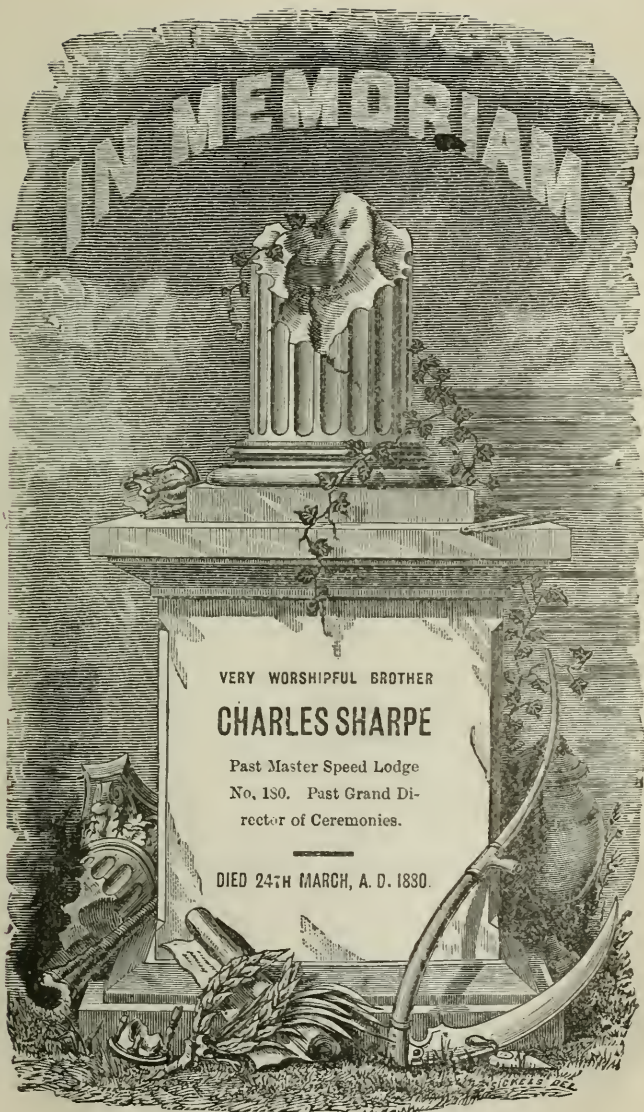 IN MEMORIAM
VERY WORSHIPFUL BROTHER
CHARLES SHARPE
Past Master Speed Lodge
No. 180. Past Grand Di-
rector of Ceremonies.
DIED 24TH MARCH, A. D. 1880.